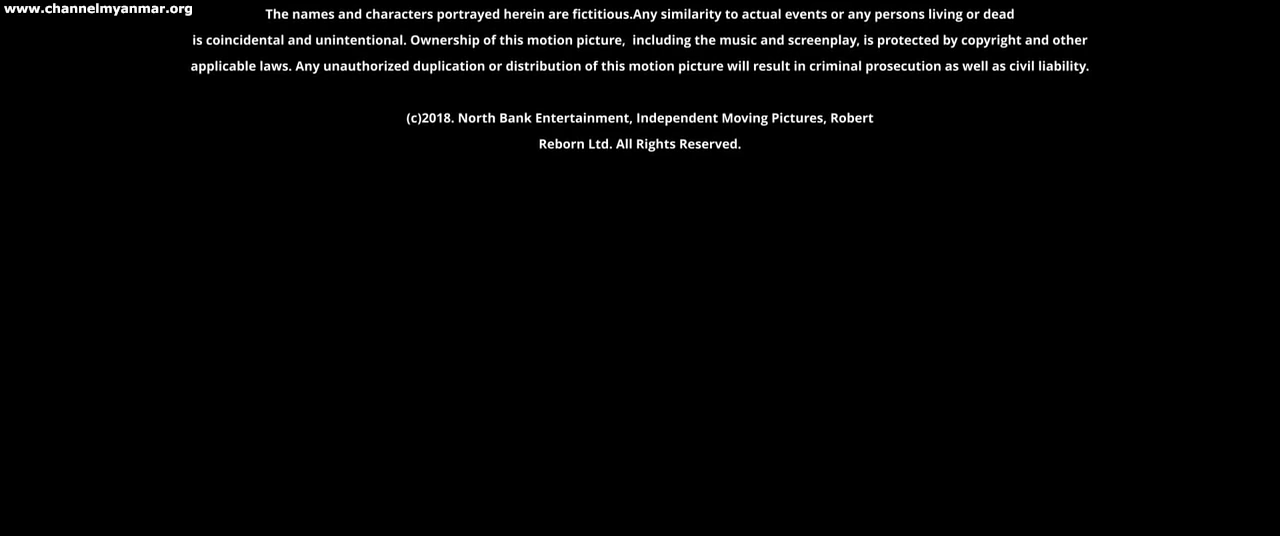 www.channelmyanmar.org
The names and characters portrayed herein are fictitious.Any similarity to actual events or any persons living or dead
is coincidental and unintentional. Ownership of this motion picture,  including the music and screenplay, is protected by copyright and other
applicable laws. Any unauthorized duplication or distribution of this motion picture will result in criminal prosecution as well as civil liability.
(c)2018. North Bank Entertainment, Independent Moving Pictures, Robert
Reborn Ltd. All Rights Reserved.